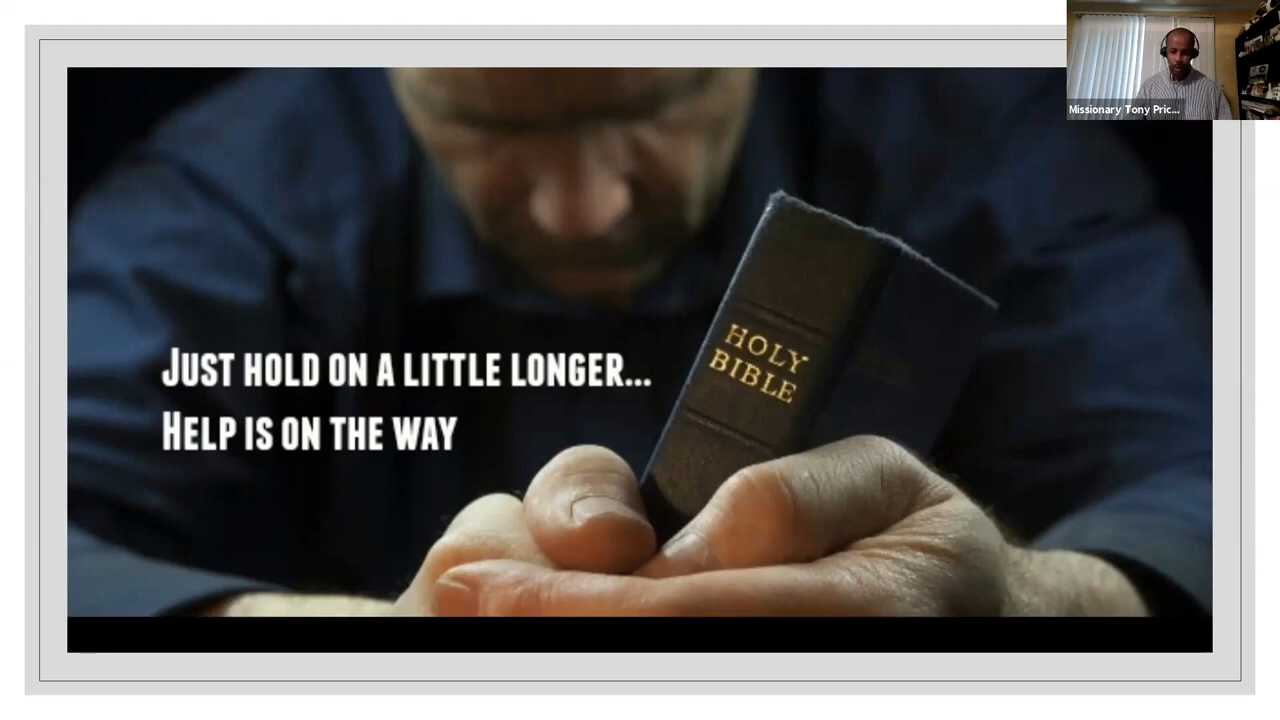 Missionary Tony Pric...
HOLY
BIBLE
JUST HOLD ON A LITTLE LONGER...
HELP IS ON THE WAY